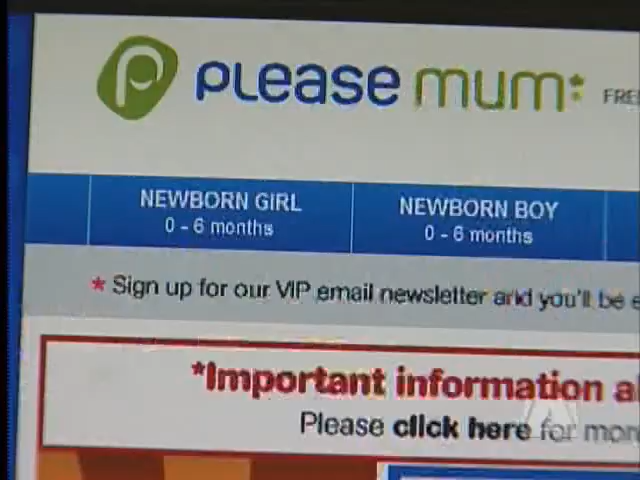 please mum
NEWBORN GIRL
0 - 6 months
NEWBORN BOY
0 - 6 months
* Sign up for our VIP email newsletter and you'll be
*Important information
Please click here for